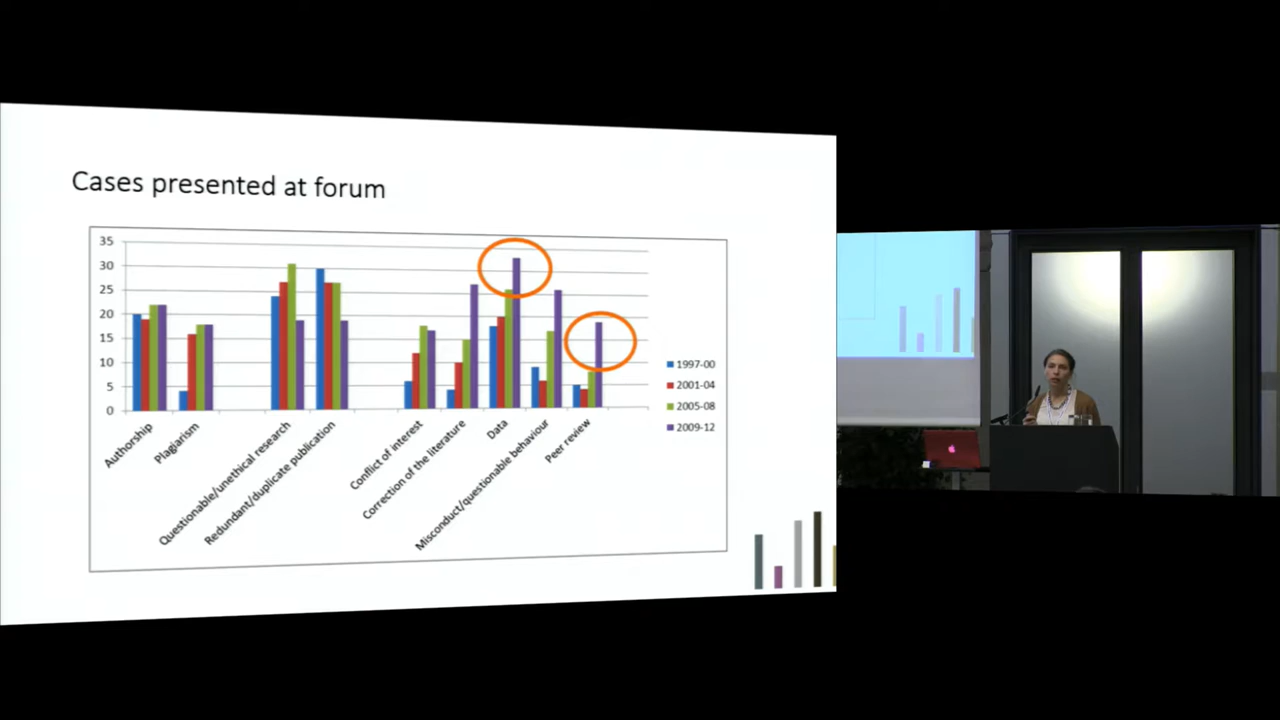 Cases presented at forum
35
30
25
20
15
10
5
0
Authorship
Plagiarism
Questionable/unethical research
Redundant/duplicate publication
Conflict of interest
Correction of the literature
Data
Misconduct/questionable behaviour
Peer review
1997-00
2001-04
2005-08
2009-12